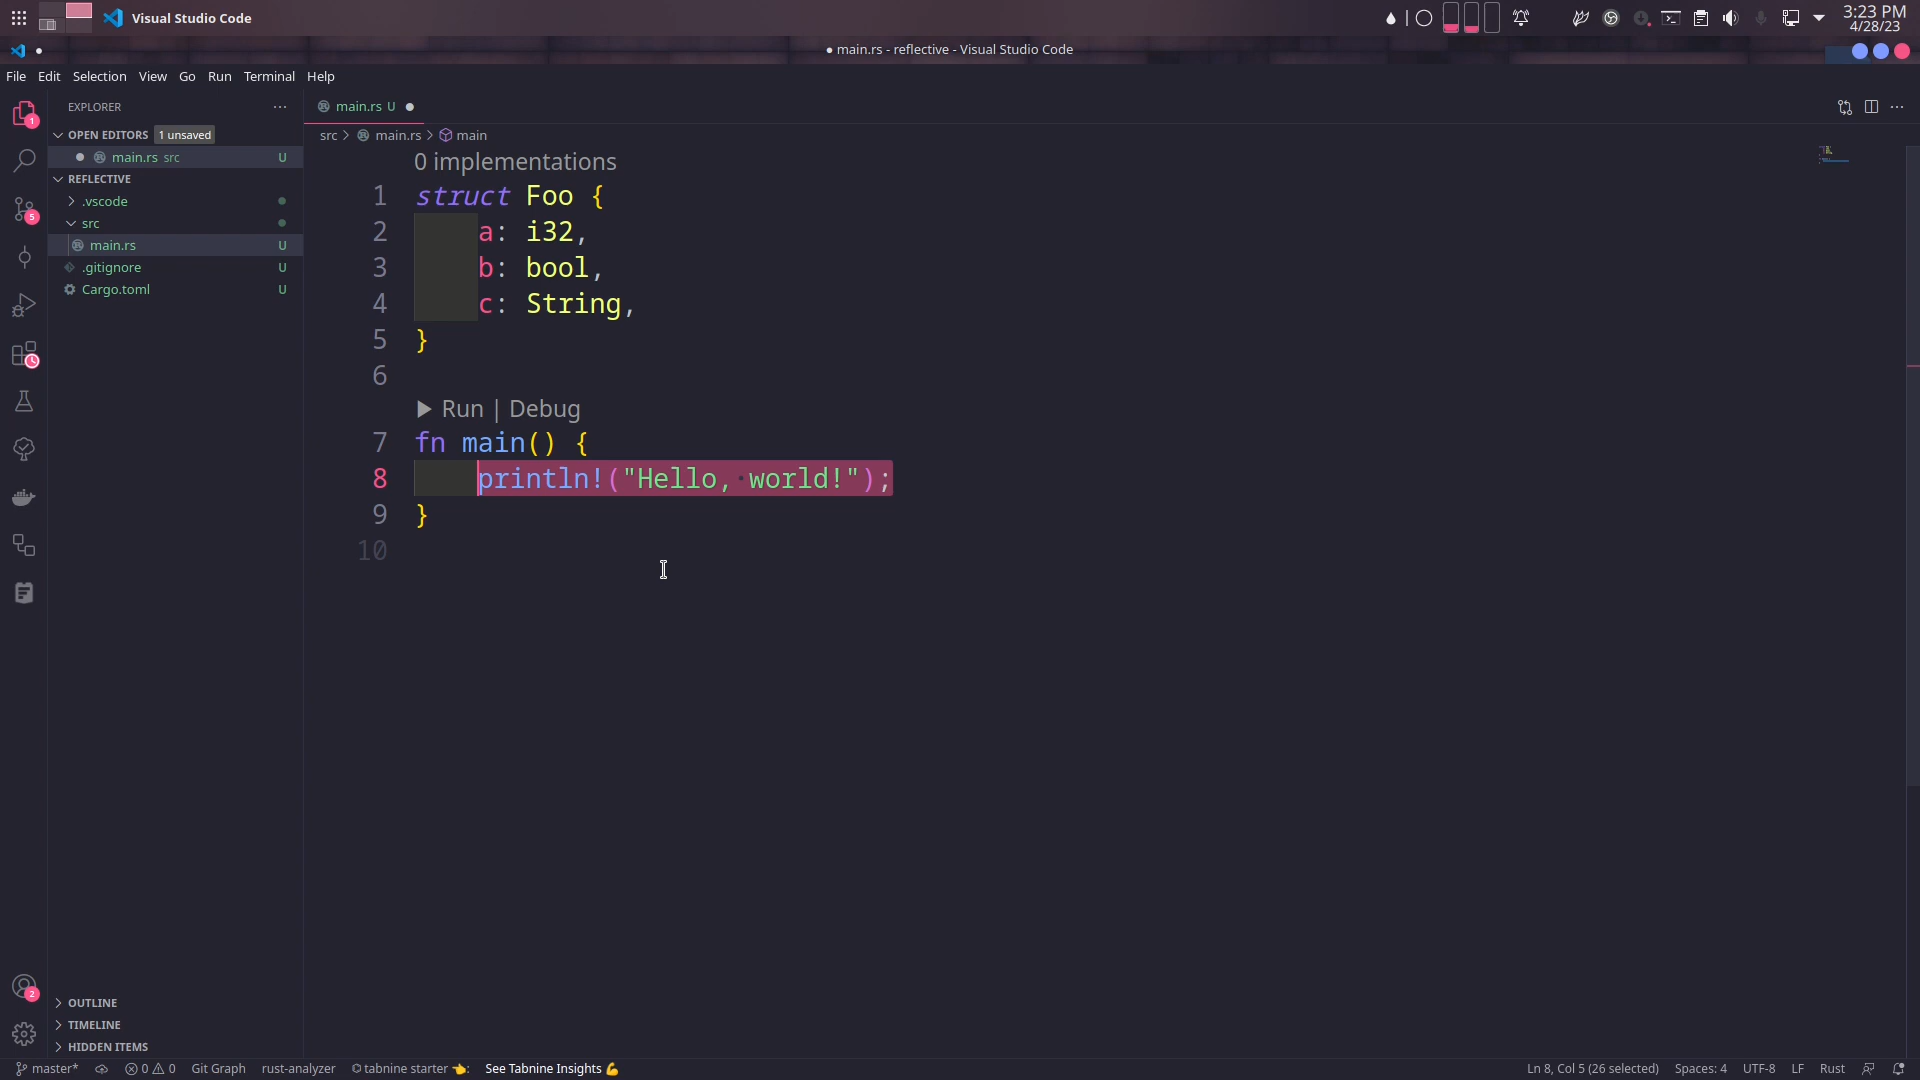 Visual Studio Code
3:23 PM
4/28/23
● main.rs - reflective - Visual Studio Code
File Edit Selection View Go Run Terminal Help
EXPLORER
OPEN EDITORS 1 unsaved
main.rs src U
REFLECTIVE
.vscode
src
main.rs U
.gitignore U
Cargo.toml U
OUTLINE
TIMELINE
HIDDEN ITEMS
1
5
2
main.rs U
src > main.rs > main
0 implementations
1 struct Foo {
2 a: i32,
3 b: bool,
4 c: String,
5 }
6
Run | Debug
7 fn main() {
8 println!("Hello, world!");
9 }
10
master* 0 0 Git Graph rust-analyzer tabnine starter 👉: See Tabnine Insights 💪 Ln 8, Col 5 (26 selected) Spaces: 4 UTF-8 LF Rust